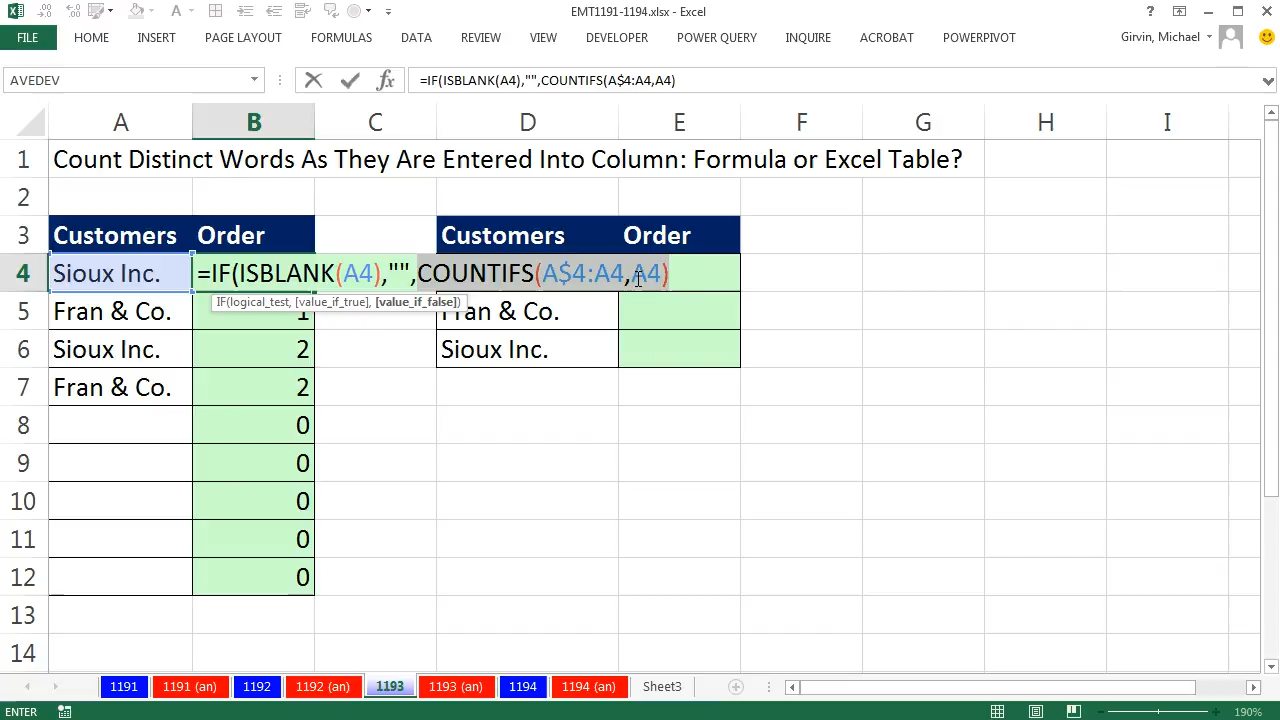 EMT1191-1194.xlsx - Excel
FILE HOME INSERT PAGE LAYOUT FORMULAS DATA REVIEW VIEW DEVELOPER POWER QUERY INQUIRE ACROBAT POWERPIVOT Girvin, Michael
AVEDEV fx =IF(ISBLANK(A4),"",COUNTIFS(A$4:A4,A4)
A B C D E F G H I
1 Count Distinct Words As They Are Entered Into Column: Formula or Excel Table?
2
3 Customers Order Customers Order
4 Sioux Inc. =IF(ISBLANK(A4),"",COUNTIFS(A$4:A4,A4)
IF(logical_test, [value_if_true], [value_if_false])
5 Fran & Co. 1 Fran & Co.
6 Sioux Inc. 2 Sioux Inc.
7 Fran & Co. 2
8 0
9 0
10 0
11 0
12 0
13
14
1191 1191 (an) 1192 1192 (an) 1193 1193 (an) 1194 1194 (an) Sheet3
ENTER 190%